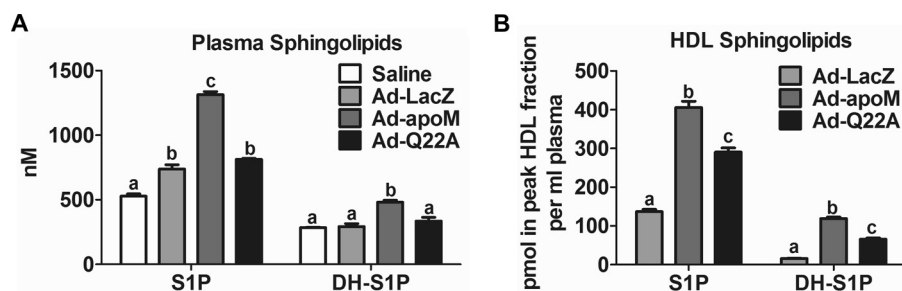 A
Plasma Sphingolipids
1500
1000
500
0
nM
Saline
Ad-LacZ
Ad-apoM
Ad-Q22A
a
b
c
b
a
a
b
a
S1P
DH-S1P
B
HDL Sphingolipids
pmol in peak HDL fraction
per ml plasma
500
400
300
200
100
0
Ad-LacZ
Ad-apoM
Ad-Q22A
a
b
c
a
b
c
S1P
DH-S1P